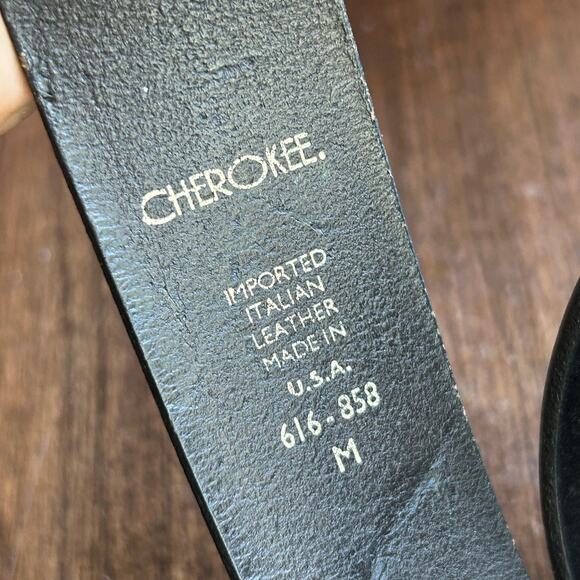 CHEROKEE.
IMPORTED
ITALIAN
LEATHER
MADE IN
U.S.A.
616-858
M